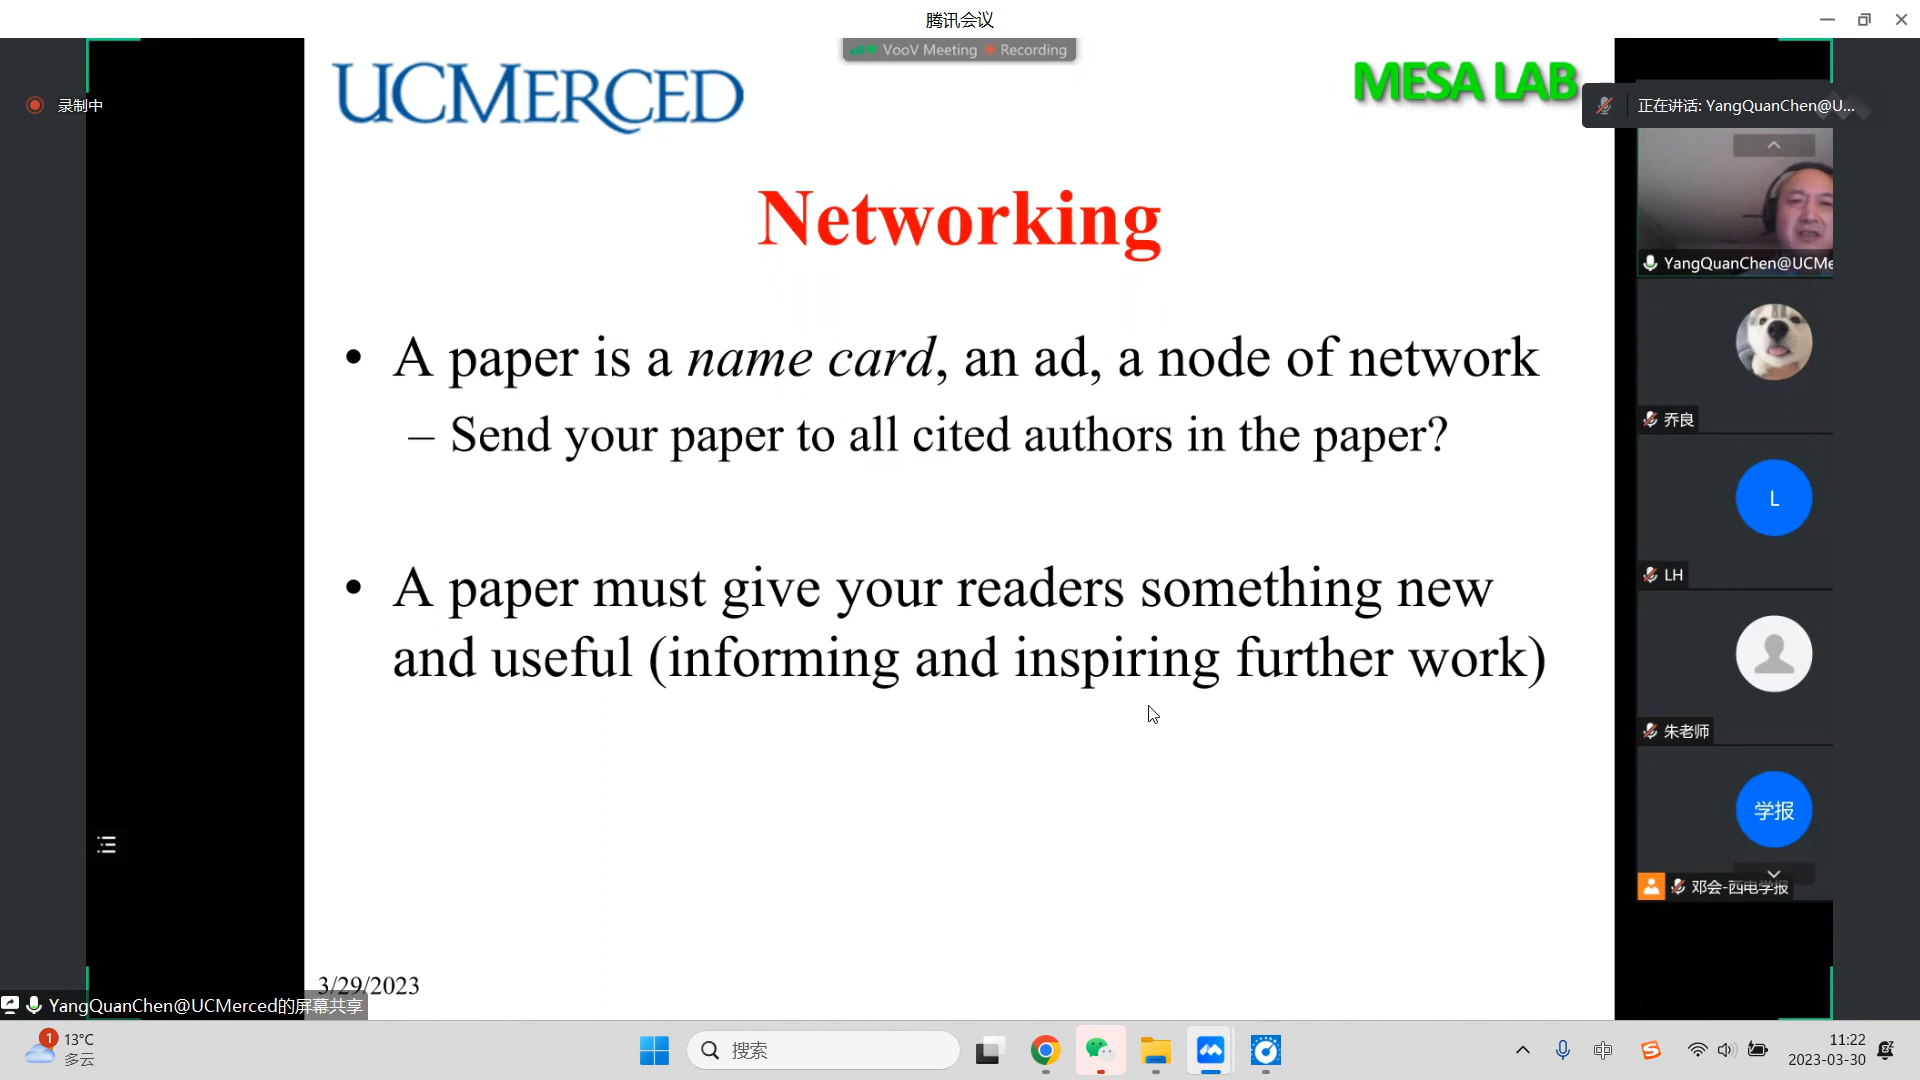 腾讯会议
VooV Meeting Recording
录制中
UCMERCED
MESA LAB
正在讲话: YangQuanChen@U...
Networking
YangQuanChen@UCMe
• A paper is a name card, an ad, a node of network
– Send your paper to all cited authors in the paper?
乔良
L
LH
• A paper must give your readers something new
and useful (informing and inspiring further work)
朱老师
学报
邓会-西电学报
3/29/2023
YangQuanChen@UCMerced的屏幕共享
1
13°C
多云
搜索
中
11:22
2023-03-30